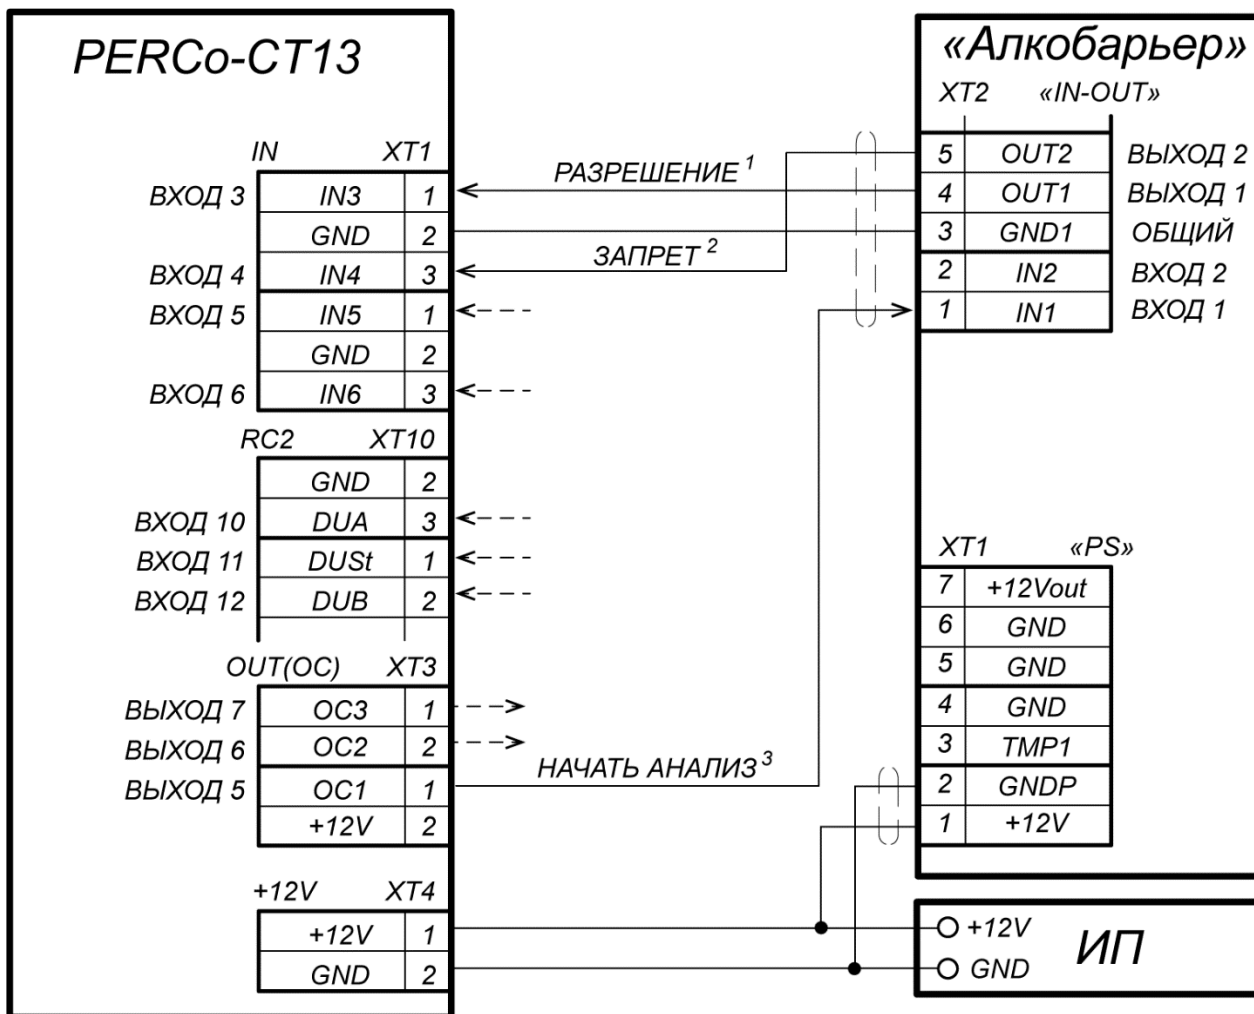 PERCo-CT13
«Алкобарьер»
XT2 «IN-OUT»
IN XT1
5 OUT2 ВЫХОД 2
РАЗРЕШЕНИЕ 1
ВХОД 3 IN3 1
4 OUT1 ВЫХОД 1
GND 2
3 GND1 ОБЩИЙ
ЗАПРЕТ 2
ВХОД 4 IN4 3
2 IN2 ВХОД 2
ВХОД 5 IN5 1
1 IN1 ВХОД 1
GND 2
ВХОД 6 IN6 3
RC2 XT10
GND 2
ВХОД 10 DUA 3
ВХОД 11 DUSt 1
ВХОД 12 DUB 2
XT1 «PS»
7 +12Vout
6 GND
5 GND
4 GND
3 TMP1
2 GNDP
1 +12V
OUT(OC) XT3
ВЫХОД 7 OC3 1
ВЫХОД 6 OC2 2
НАЧАТЬ АНАЛИЗ 3
ВЫХОД 5 OC1 1
+12V 2
+12V XT4
+12V 1
GND 2
+12V
GND
ИП